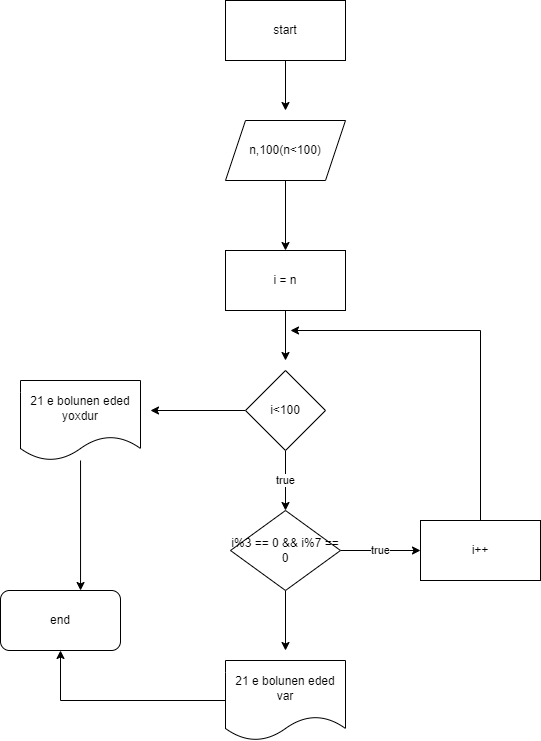 start
n,100(n<100)
i = n
21 e bolunen eded
yoxdur
i<100
true
i%3 == 0 && i%7 ==
0
true
i++
end
21 e bolunen eded
var